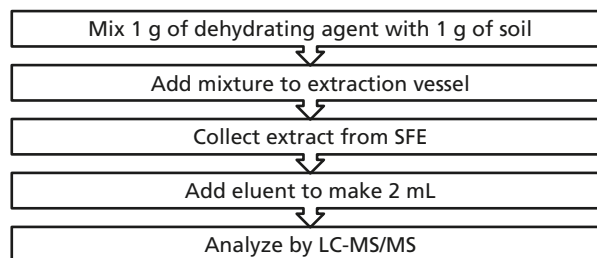 Mix 1 g of dehydrating agent with 1 g of soil
Add mixture to extraction vessel
Collect extract from SFE
Add eluent to make 2 mL
Analyze by LC-MS/MS